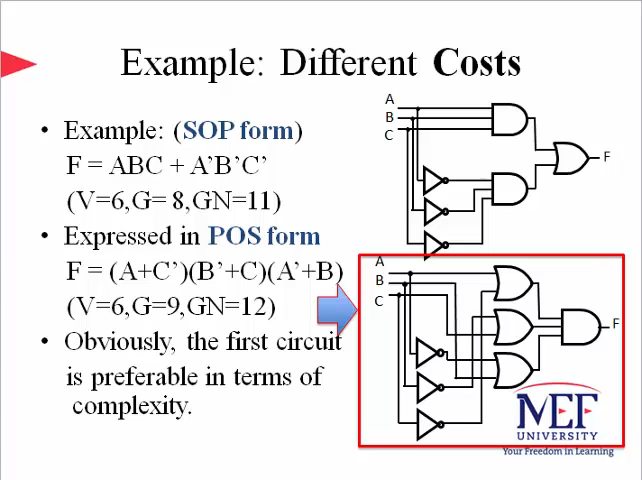 Example: Different Costs
• Example: (SOP form)
F = ABC + A’B’C’
(V=6,G= 8,GN=11)
• Expressed in POS form
F = (A+C’)(B’+C)(A’+B)
(V=6,G=9,GN=12)
• Obviously, the first circuit
is preferable in terms of
complexity.
A
B
C
F
A
B
C
F
MEF
UNIVERSITY
Your Freedom in Learning